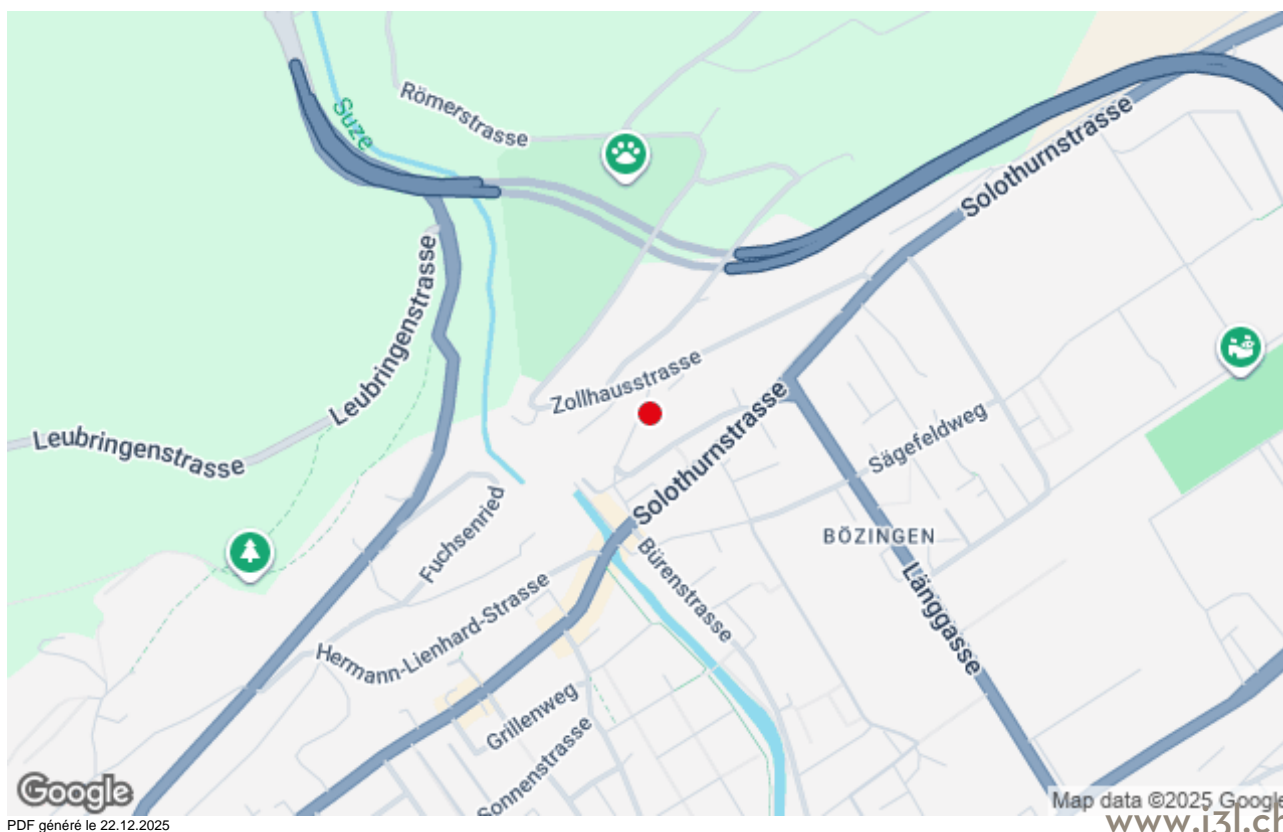 Suze
Römerstrasse
Solothurnstrasse
Leubringenstrasse
Leubringenstrasse
Zollhausstrasse
Solothurnstrasse
Sägefeldweg
BÖZINGEN
Fuchsenried
Bürenstrasse
Länggasse
Hermann-Lienhard-Strasse
Grillenweg
Sonnenstrasse
Google
Map data ©2025 Google
PDF généré le 22.12.2025
www.i3l.ch